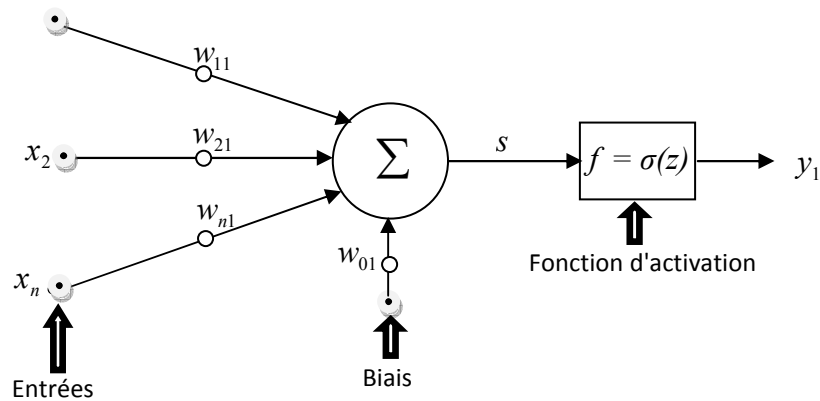 w₁₁
x₂
w₂₁
Σ
s
f = σ(z)
y₁
wₙ₁
w₀₁
xₙ
Fonction d'activation
Entrées
Biais